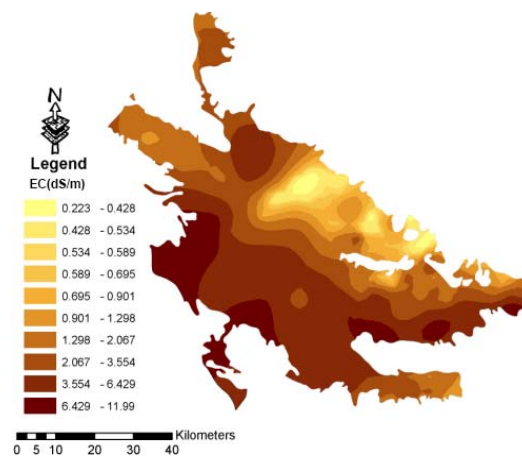 N
Legend
EC(dS/m)
0.223 - 0.428
0.428 - 0.534
0.534 - 0.589
0.589 - 0.695
0.695 - 0.901
0.901 - 1.298
1.298 - 2.067
2.067 - 3.554
3.554 - 6.429
6.429 - 11.99
Kilometers
0 5 10 20 30 40